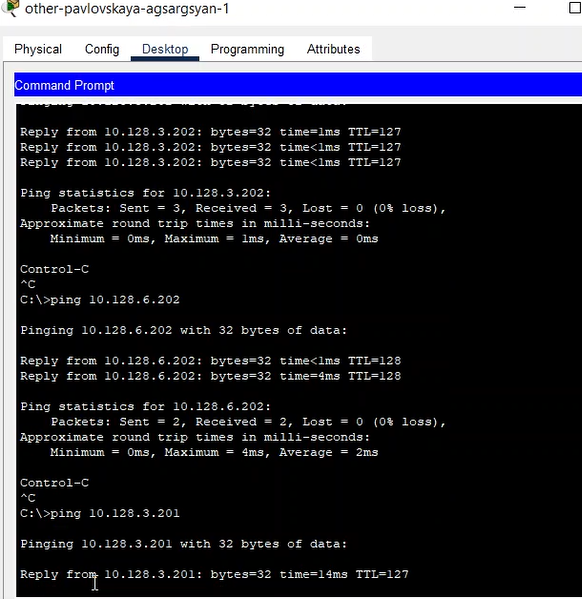 other-pavlovskaya-agsargsyan-1
Physical Config Desktop Programming Attributes
Command Prompt
Reply from 10.128.3.202: bytes=32 time=1ms TTL=127
Reply from 10.128.3.202: bytes=32 time<1ms TTL=127
Reply from 10.128.3.202: bytes=32 time<1ms TTL=127
Ping statistics for 10.128.3.202:
Packets: Sent = 3, Received = 3, Lost = 0 (0% loss),
Approximate round trip times in milli-seconds:
Minimum = 0ms, Maximum = 1ms, Average = 0ms
Control-C
^C
C:\>ping 10.128.6.202
Pinging 10.128.6.202 with 32 bytes of data:
Reply from 10.128.6.202: bytes=32 time<1ms TTL=128
Reply from 10.128.6.202: bytes=32 time=4ms TTL=128
Ping statistics for 10.128.6.202:
Packets: Sent = 2, Received = 2, Lost = 0 (0% loss),
Approximate round trip times in milli-seconds:
Minimum = 0ms, Maximum = 4ms, Average = 2ms
Control-C
^C
C:\>ping 10.128.3.201
Pinging 10.128.3.201 with 32 bytes of data:
Reply from 10.128.3.201: bytes=32 time=14ms TTL=127